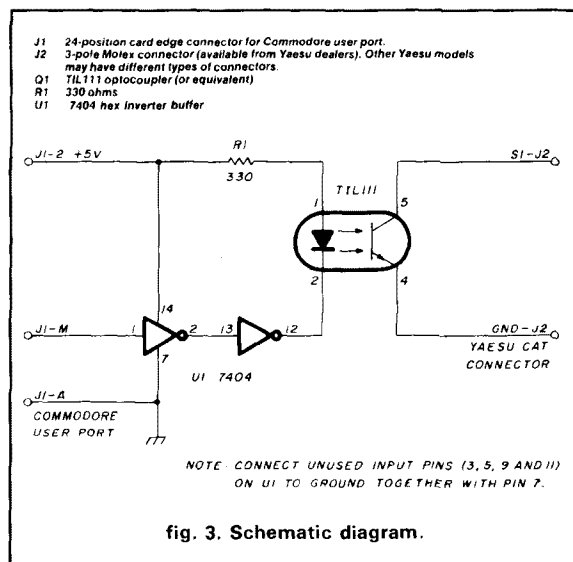 J1 24-position card edge connector for Commodore user port.
J2 3-pole Molex connector (available from Yaesu dealers). Other Yaesu models
may have different types of connectors.
Q1 TIL111 optocoupler (or equivalent)
R1 330 ohms
U1 7404 hex inverter buffer
J1-2 +5V
R1
330
S1-J2
TIL111
1
5
2
4
14
J1-M
1
2
13
12
GND-J2
7
YAESU CAT
CONNECTOR
U1 7404
J1-A
COMMODORE
USER PORT
NOTE: CONNECT UNUSED INPUT PINS (3, 5, 9 AND 11)
ON U1 TO GROUND TOGETHER WITH PIN 7.
fig. 3. Schematic diagram.